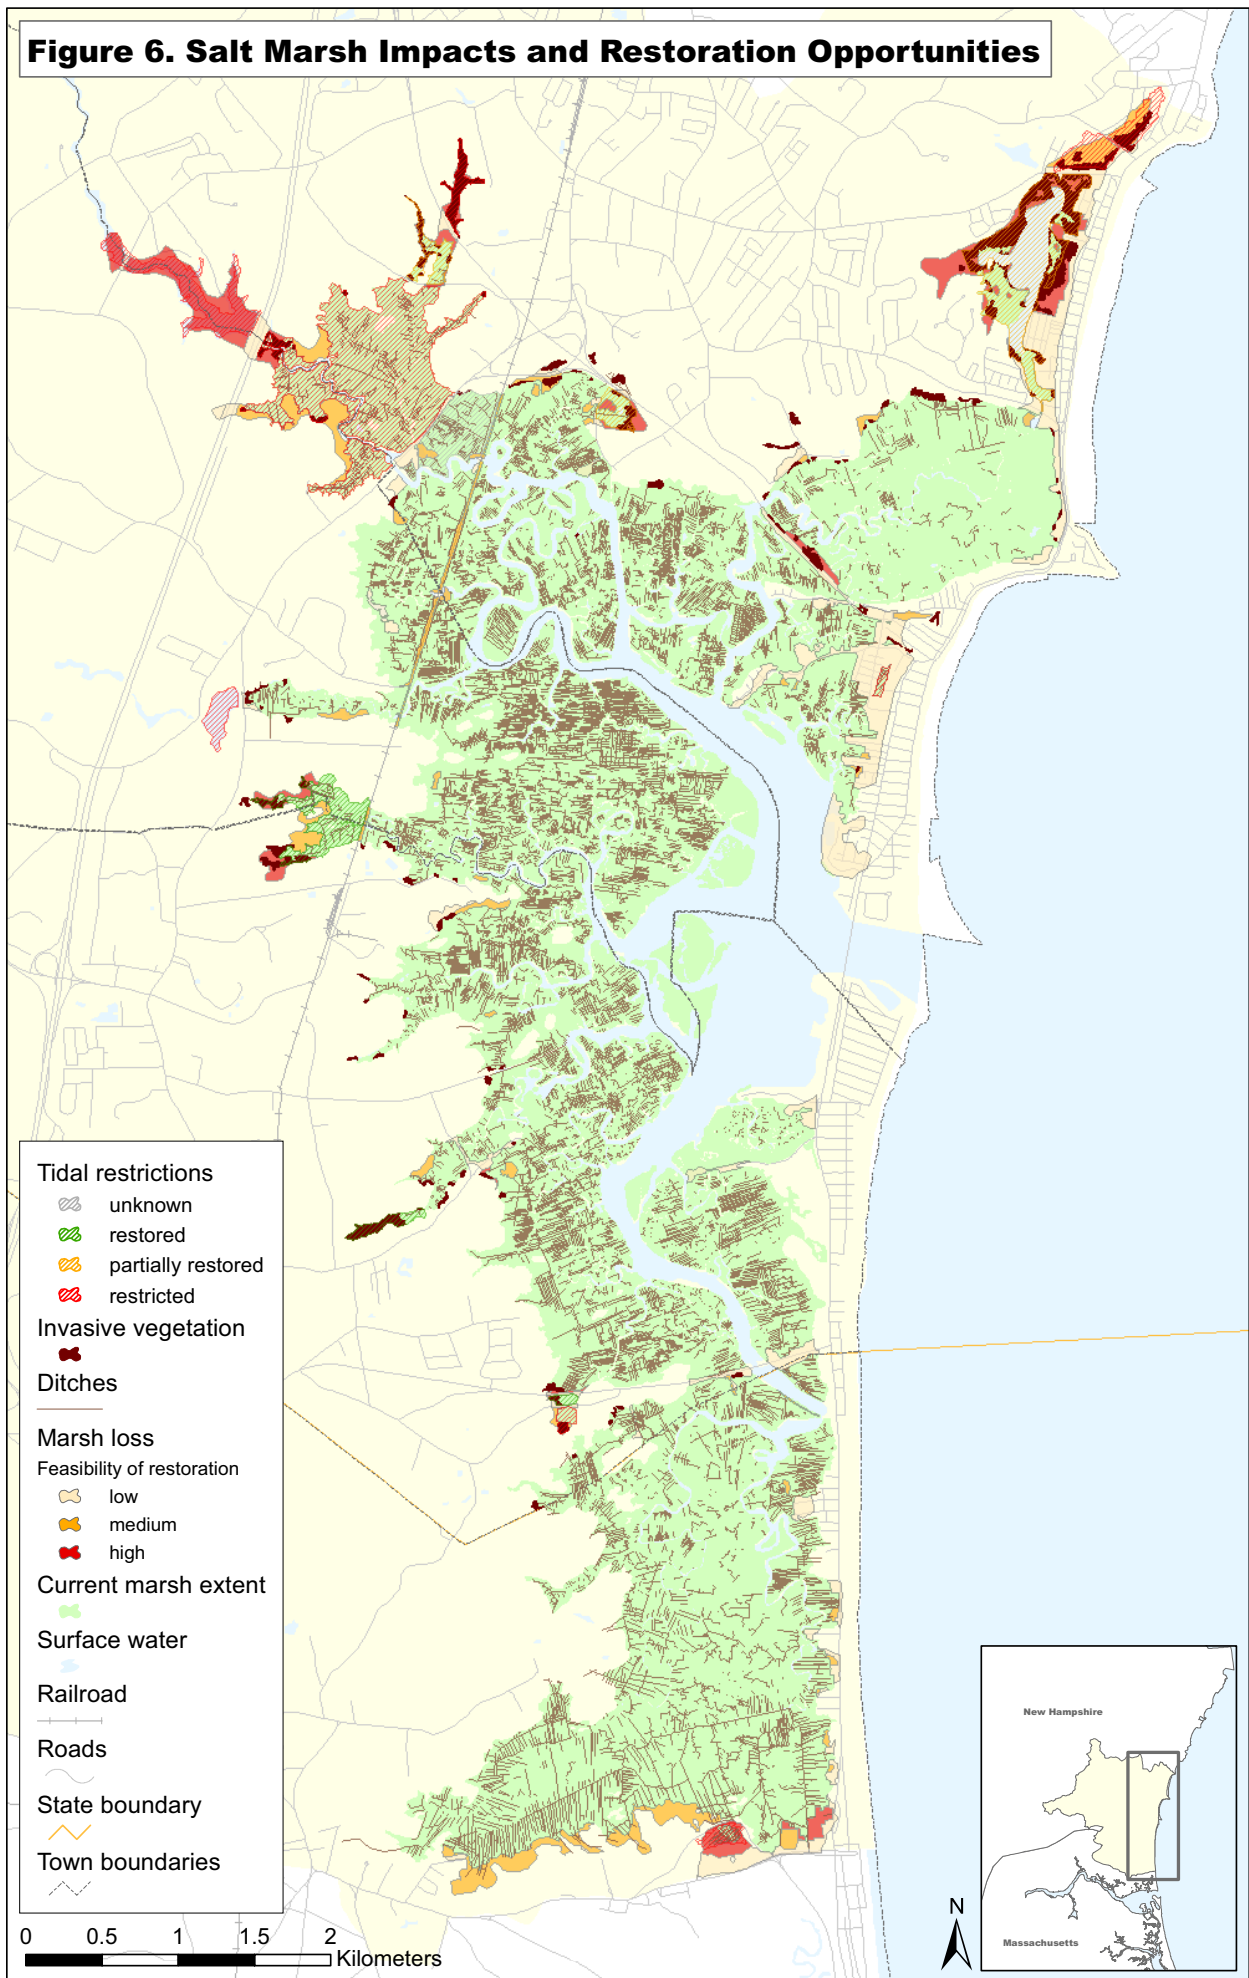 Figure 6. Salt Marsh Impacts and Restoration Opportunities
Tidal restrictions
unknown
restored
partially restored
restricted
Invasive vegetation
Ditches
Marsh loss
Feasibility of restoration
low
medium
high
Current marsh extent
Surface water
Railroad
Roads
State boundary
Town boundaries
0 0.5 1 1.5 2
Kilometers
N
New Hampshire
Massachusetts